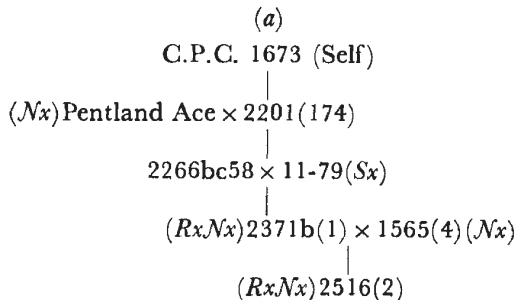 (a)
C.P.C. 1673 (Self)
(Nx)Pentland Ace × 2201(174)
2266bc58 × 11-79(Sx)
(RxNx)2371b(1) × 1565(4)(Nx)
(RxNx)2516(2)